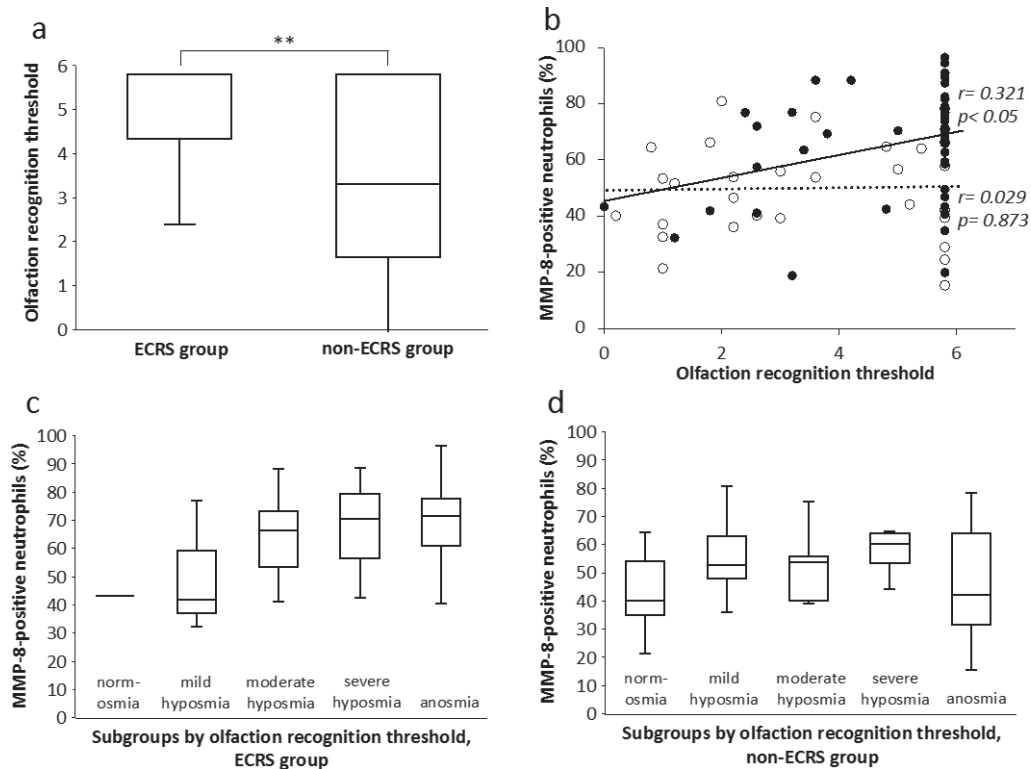 a
**
Olfaction recognition threshold
6
5
4
3
2
1
0
ECRS group
non-ECRS group
b
MMP-8-positive neutrophils (%)
100
80
60
40
20
0
0
2
4
6
r= 0.321
p< 0.05
r= 0.029
p= 0.873
Olfaction recognition threshold
c
MMP-8-positive neutrophils (%)
100
90
80
70
60
50
40
30
20
10
0
norm-
osmia
mild
hyposmia
moderate
hyposmia
severe
hyposmia
anosmia
Subgroups by olfaction recognition threshold,
ECRS group
d
MMP-8-positive neutrophils (%)
100
90
80
70
60
50
40
30
20
10
0
norm-
osmia
mild
hyposmia
moderate
hyposmia
severe
hyposmia
anosmia
Subgroups by olfaction recognition threshold,
non-ECRS group